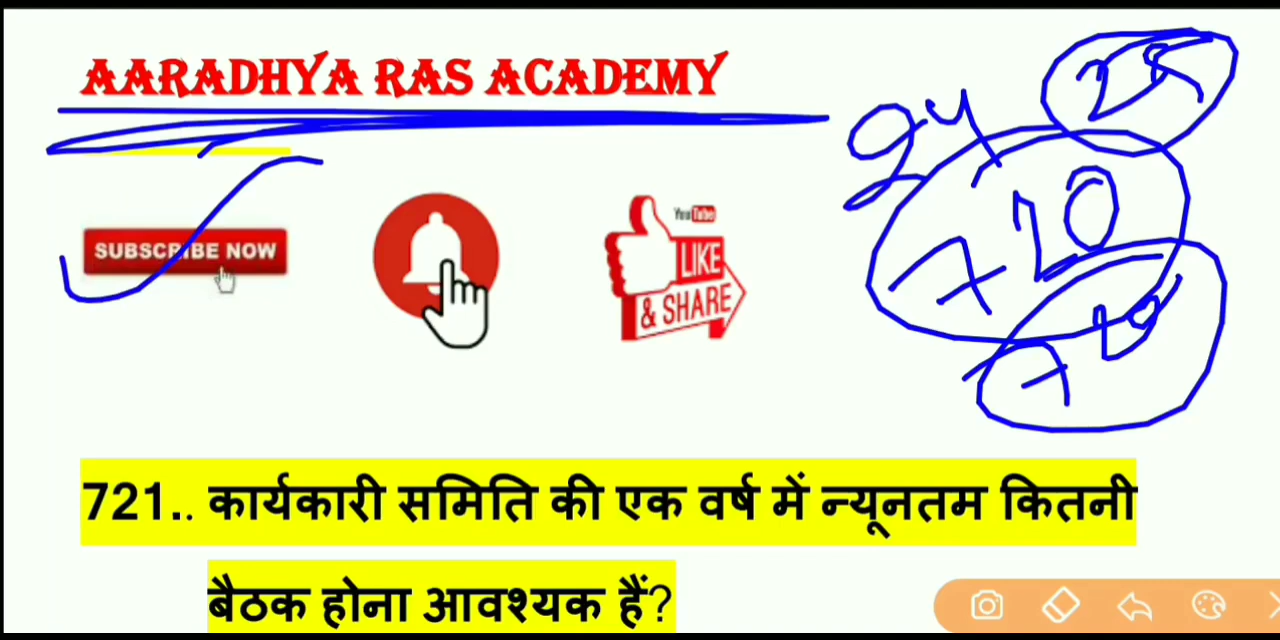 AARADHYA RAS ACADEMY
SUBSCRIBE NOW
YouTube
LIKE
& SHARE
721.. कार्यकारी समिति की एक वर्ष में न्यूनतम कितनी
बैठक होना आवश्यक हैं?